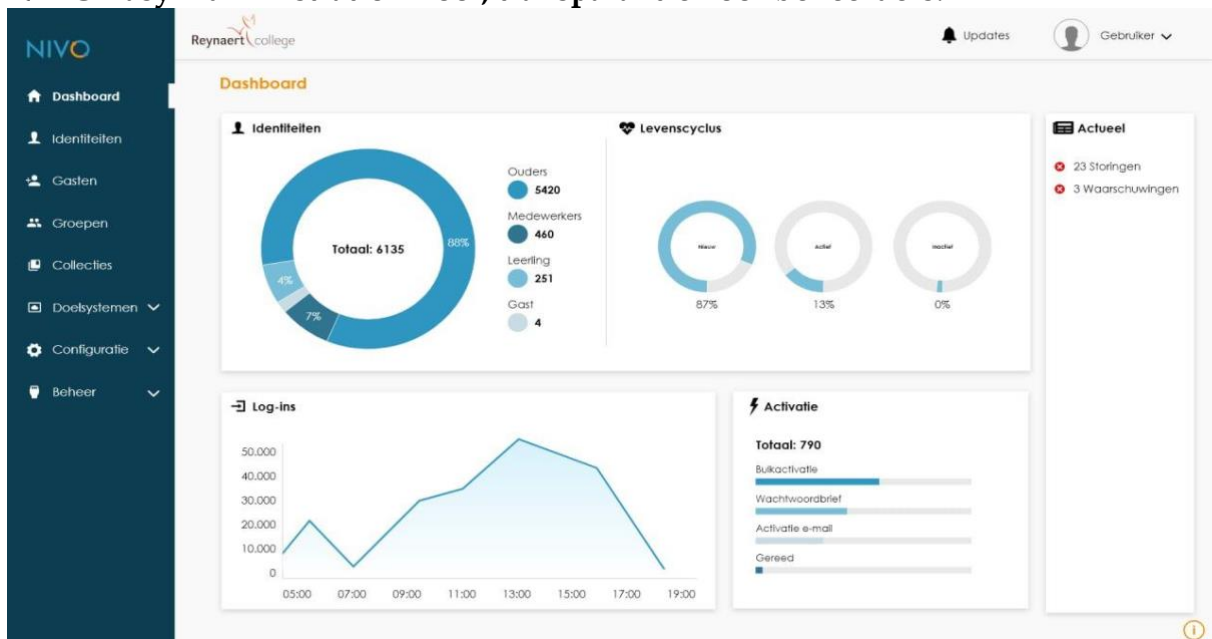 NIVO
Reynaert college
Updates
Gebruiker
Dashboard
Identiteiten
Gasten
Groepen
Collecties
Doelsystemen
Configuratie
Beheer
Dashboard
Identiteiten
Totaal: 6135
88%
4%
7%
Ouders
5420
Medewerkers
460
Leerling
251
Gast
4
Levenscyclus
Nieuw
Actief
Inactief
87%
13%
0%
Actueel
23 Storingen
3 Waarschuwingen
Log-ins
50.000
40.000
30.000
20.000
10.000
0
05:00 07:00 09:00 11:00 13:00 15:00 17:00 19:00
Activatie
Totaal: 790
Bulkactivatie
Wachtwoordbrief
Activatie e-mail
Gereed